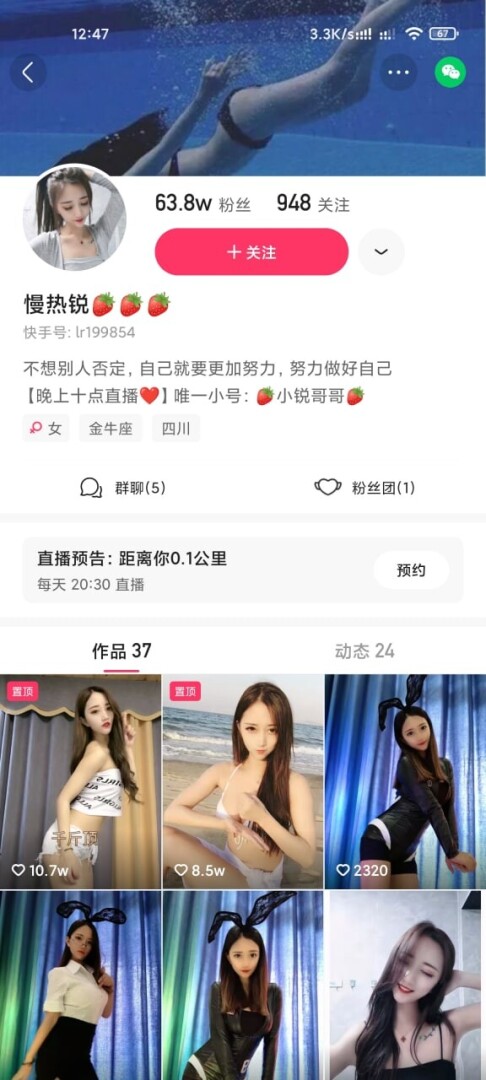 12:47
3.3K/s
67
63.8w 粉丝 948 关注
+关注
慢热锐🍓🍓🍓
快手号: lr199854
不想别人否定，自己就要更加努力，努力做好自己
【晚上十点直播❤️】唯一小号：🍓小锐哥哥🍓
女 金牛座 四川
群聊(5) 粉丝团(1)
直播预告：距离你0.1公里
每天 20:30 直播
预约
作品 37 动态 24
置顶 置顶
千斤顶
10.7w 8.5w 2320